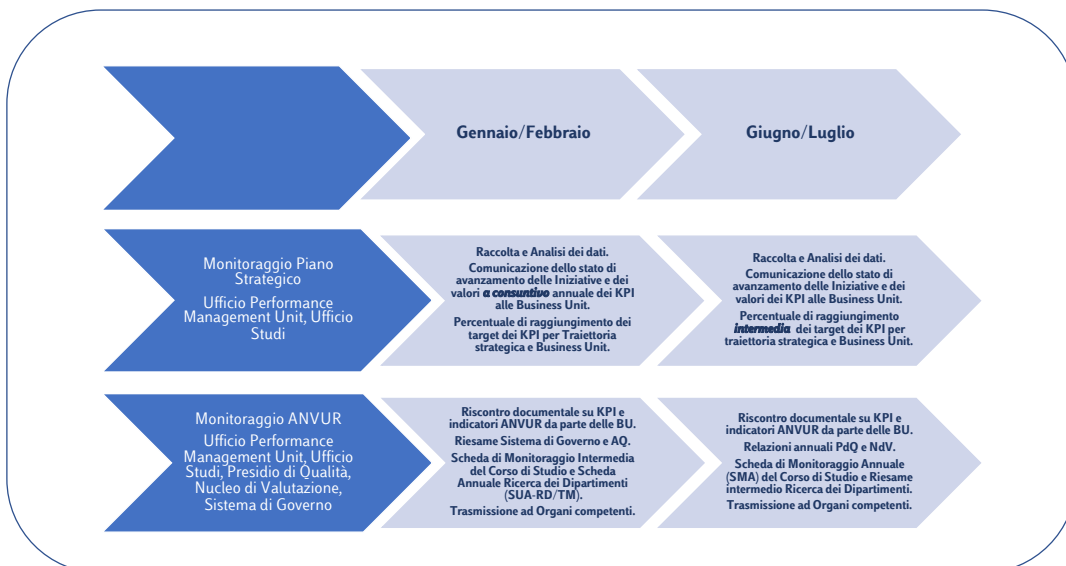 Gennaio/Febbraio
Giugno/Luglio
Monitoraggio Piano
Strategico
Ufficio Performance
Management Unit, Ufficio
Studi
Raccolta e Analisi dei dati.
Comunicazione dello stato di
avanzamento delle Iniziative e dei
valori a consuntivo annuale dei KPI
alle Business Unit.
Percentuale di raggiungimento dei
target dei KPI per Traiettoria
strategica e Business Unit.
Raccolta e Analisi dei dati.
Comunicazione dello stato di
avanzamento delle Iniziative e dei
valori dei KPI alle Business Unit.
Percentuale di raggiungimento
intermedia dei target dei KPI per
traiettoria strategica e Business Unit.
Monitoraggio ANVUR
Ufficio Performance
Management Unit, Ufficio
Studi, Presidio di Qualità,
Nucleo di Valutazione,
Sistema di Governo
Riscontro documentale su KPI e
indicatori ANVUR da parte delle BU.
Riesame Sistema di Governo e AQ.
Scheda di Monitoraggio Intermedia
del Corso di Studio e Scheda
Annuale Ricerca dei Dipartimenti
(SUA-RD/TM).
Trasmissione ad Organi competenti.
Riscontro documentale su KPI e
indicatori ANVUR da parte delle BU.
Relazioni annuali PdQ e NdV.
Scheda di Monitoraggio Annuale
(SMA) del Corso di Studio e Riesame
intermedio Ricerca dei Dipartimenti.
Trasmissione ad Organi competenti.